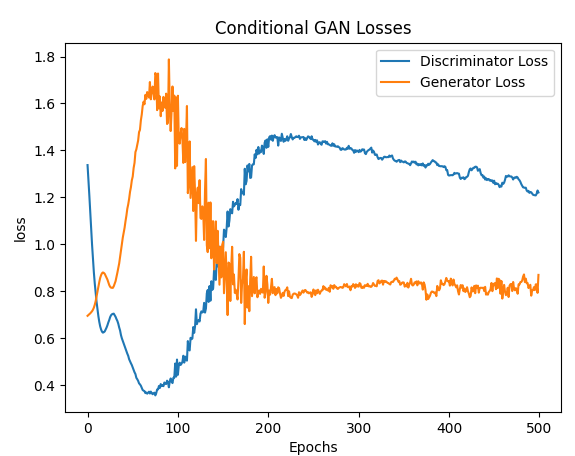 Conditional GAN Losses
Discriminator Loss
Generator Loss
loss
1.8
1.6
1.4
1.2
1.0
0.8
0.6
0.4
0 100 200 300 400 500
Epochs